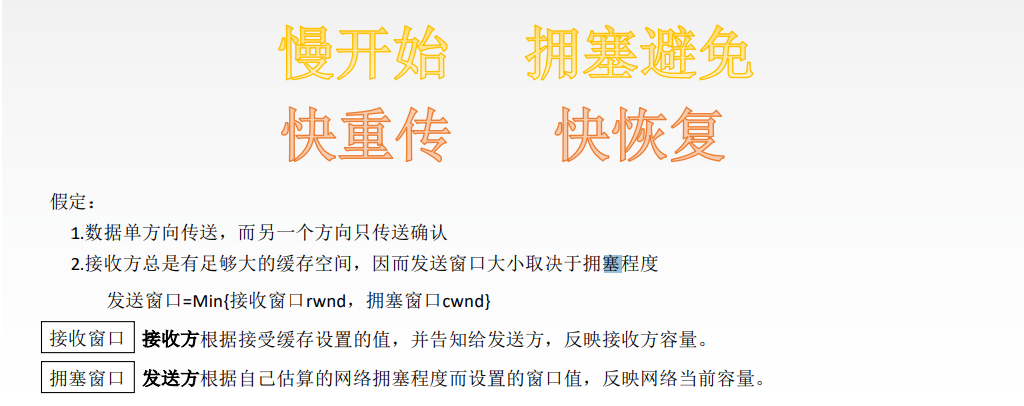 慢开始 拥塞避免
快重传 快恢复
假定：
1.数据单方向传送，而另一个方向只传送确认
2.接收方总是有足够大的缓存空间，因而发送窗口大小取决于拥塞程度
发送窗口=Min{接收窗口rwnd，拥塞窗口cwnd}
接收窗口 接收方根据接受缓存设置的值，并告知给发送方，反映接收方容量。
拥塞窗口 发送方根据自己估算的网络拥塞程度而设置的窗口值，反映网络当前容量。